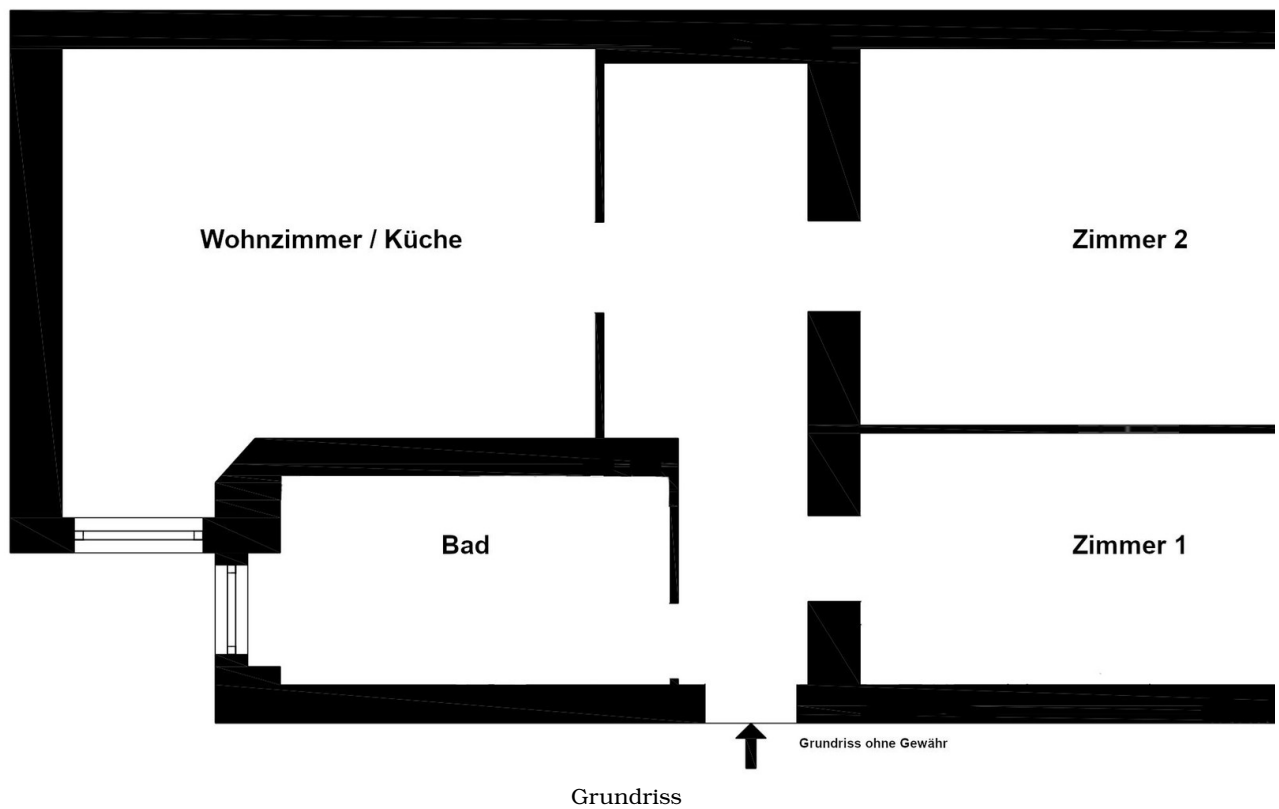 Wohnzimmer / Küche
Zimmer 2
Bad
Zimmer 1
Grundriss ohne Gewähr
Grundriss